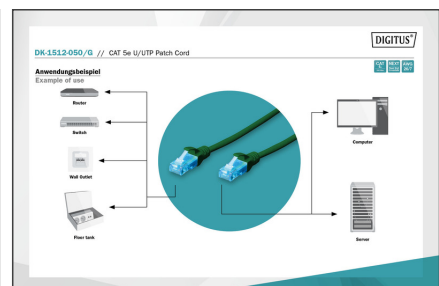 DIGITUS®
DK-1512-050/G // CAT 5e U/UTP Patch Cord
Anwendungsbeispiel
Example of use
Router
Switch
Wall Outlet
Floor tank
Computer
Server